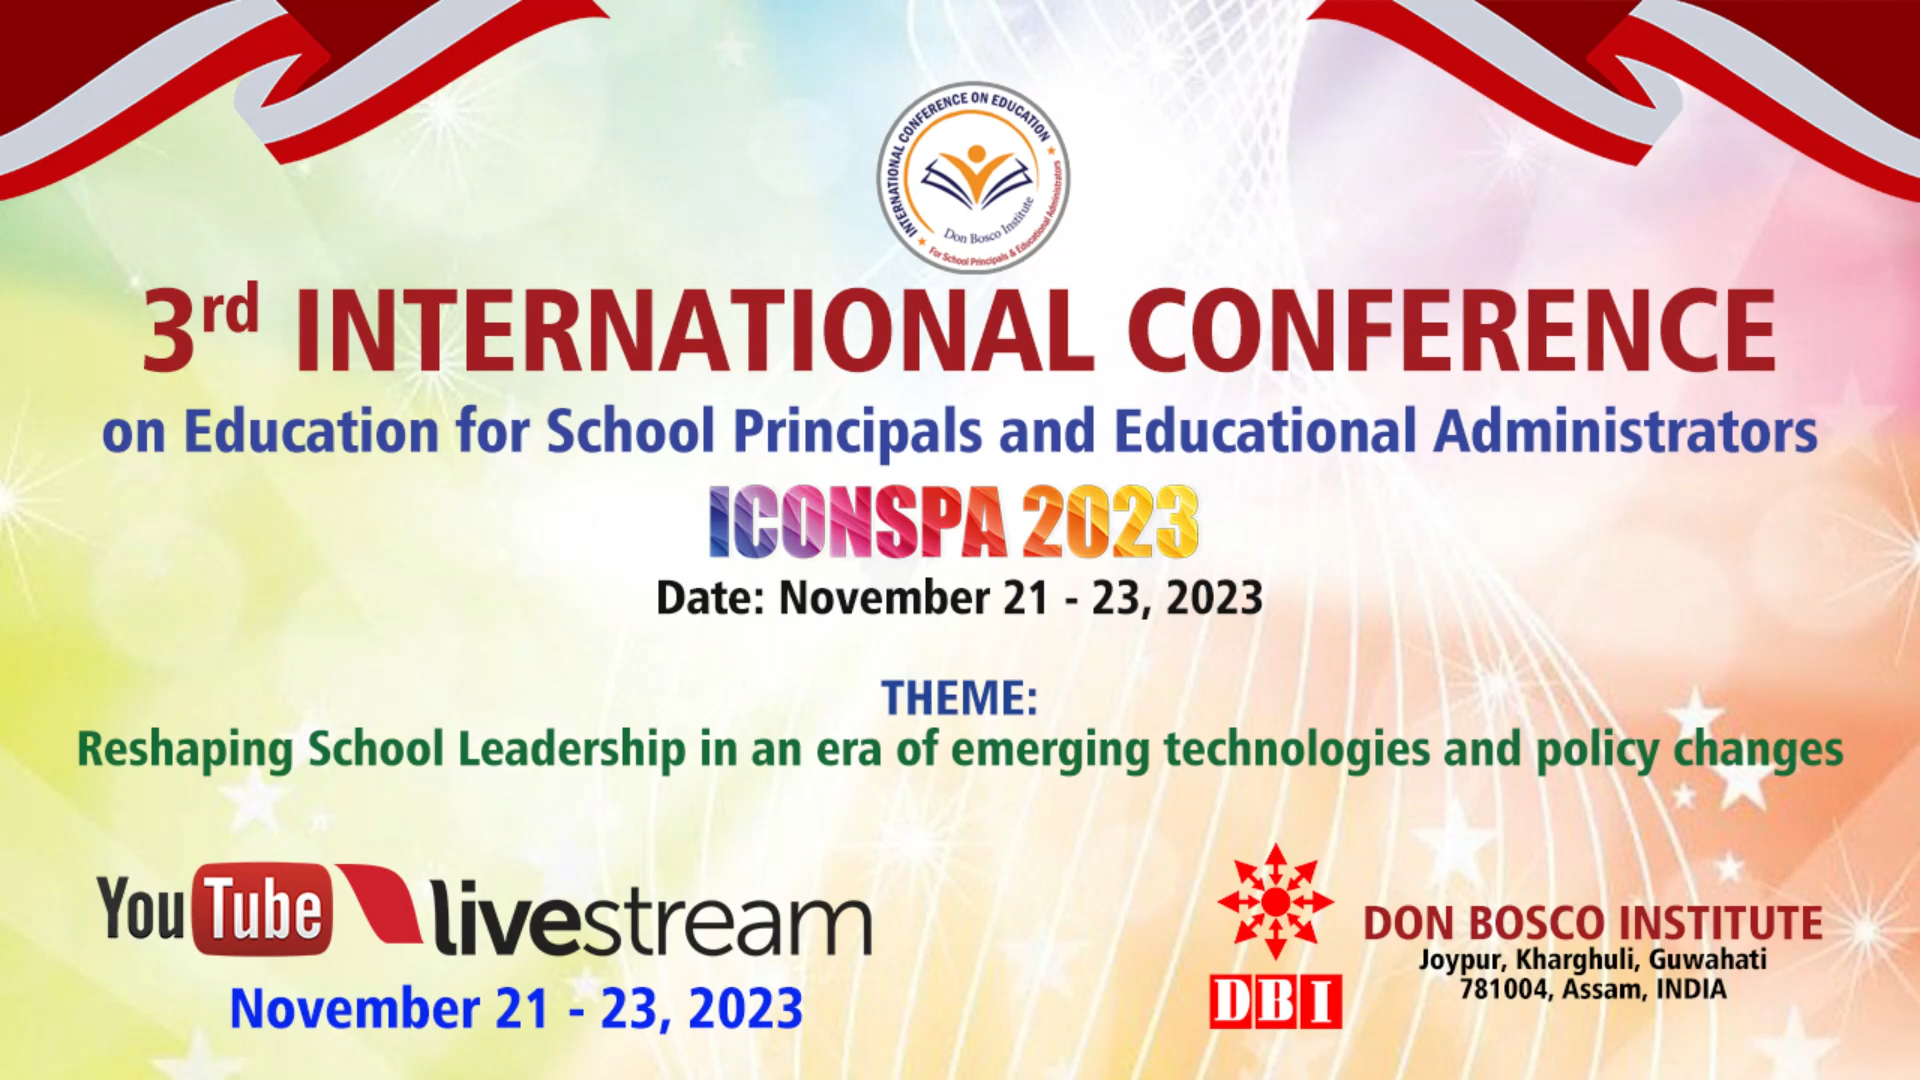 INTERNATIONAL CONFERENCE ON EDUCATION
Don Bosco Institute
For School Principals & Educational Administrators
3rd INTERNATIONAL CONFERENCE
on Education for School Principals and Educational Administrators
ICONSPA 2023
Date: November 21 - 23, 2023
THEME:
Reshaping School Leadership in an era of emerging technologies and policy changes
YouTube livestream
November 21 - 23, 2023
DBI
DON BOSCO INSTITUTE
Joypur, Kharghuli, Guwahati
781004, Assam, INDIA